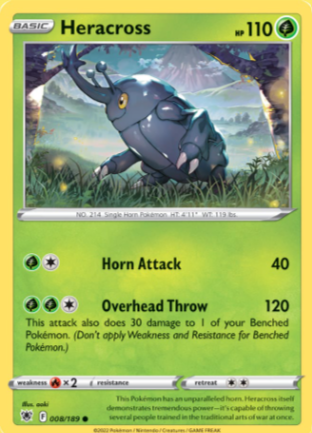 BASIC Heracross HP 110
NO. 214 Single Horn Pokémon HT: 4'11" WT: 119 lbs.
Horn Attack 40
Overhead Throw 120
This attack also does 30 damage to 1 of your Benched
Pokémon. (Don't apply Weakness and Resistance for Benched
Pokémon.)
weakness ×2 resistance retreat
Illus. saki
F 008/189
This Pokémon has an unparalleled horn. Heracross itself
demonstrates tremendous power—it's capable of throwing
several people trained in the traditional arts of war at once.
©2022 Pokémon / Nintendo / Creatures / GAME FREAK